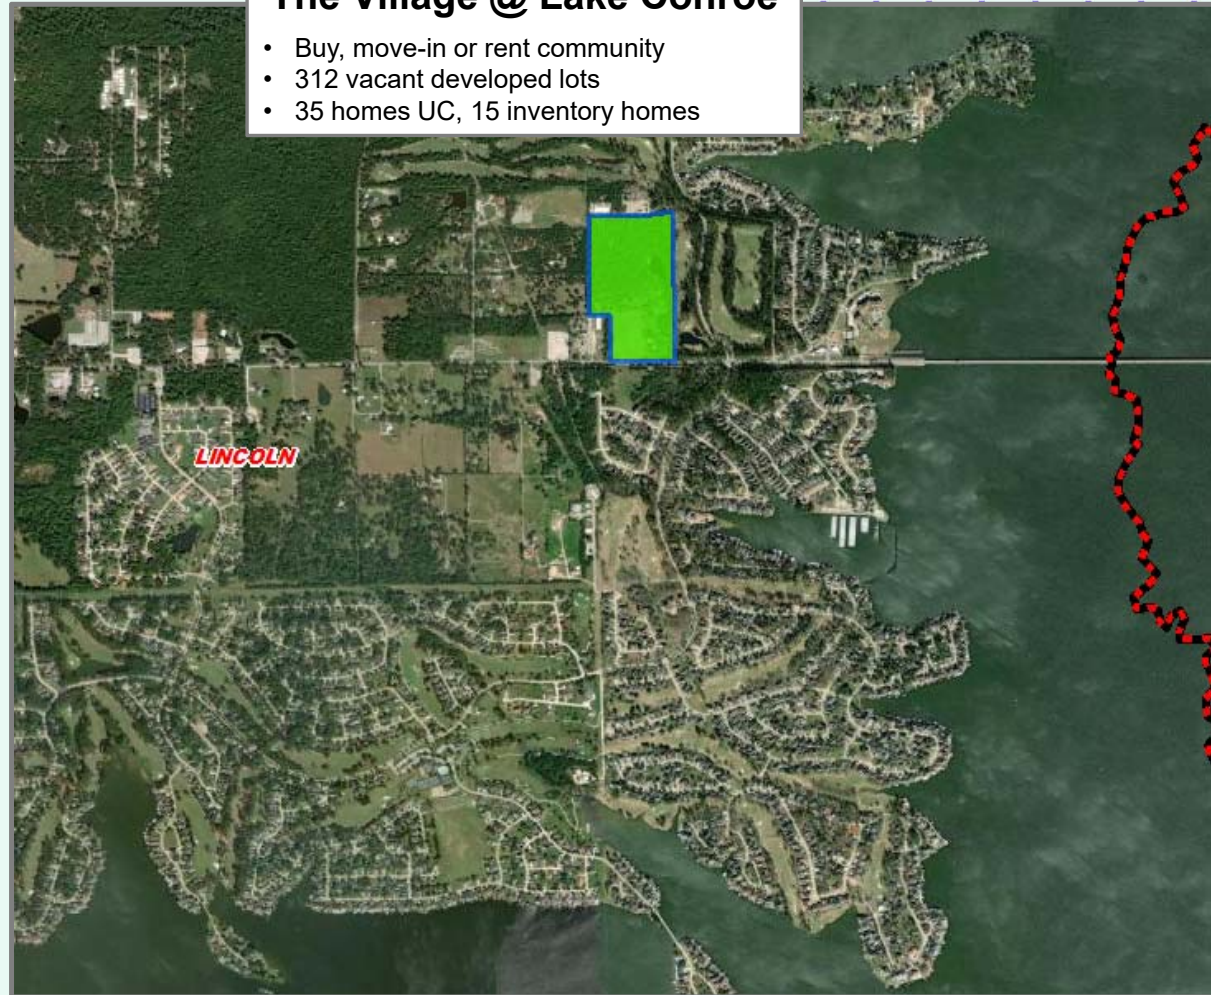 The Village @ Lake Conroe
• Buy, move-in or rent community
• 312 vacant developed lots
• 35 homes UC, 15 inventory homes
LINCOLN